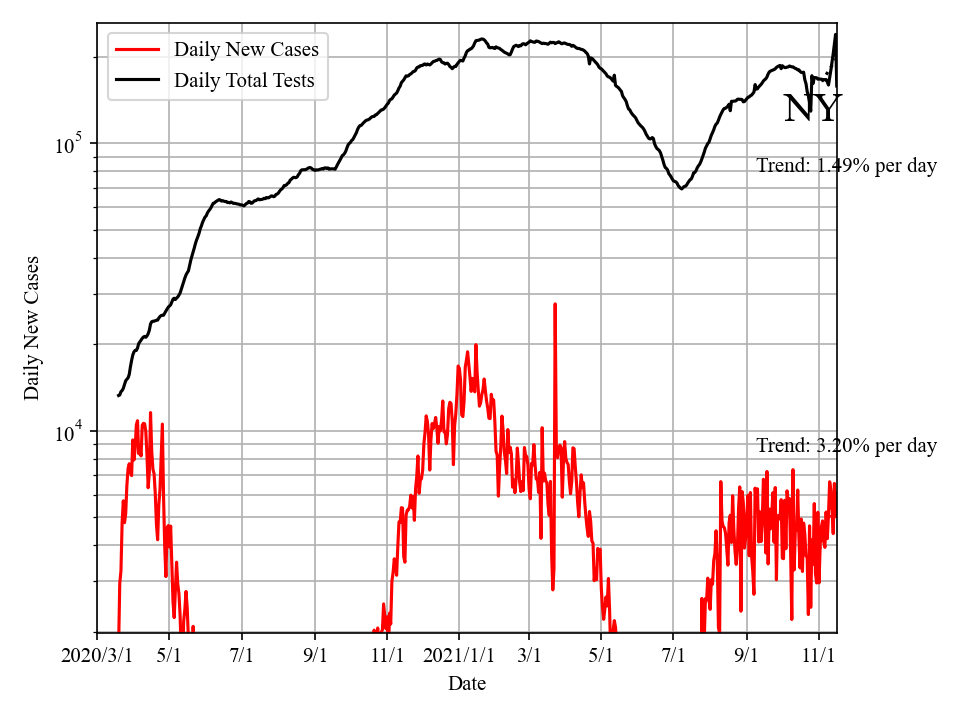 Daily New Cases
Daily Total Tests
NY
10^5
Trend: 1.49% per day
Daily New Cases
10^4
Trend: 3.20% per day
2020/3/1 5/1 7/1 9/1 11/1 2021/1/1 3/1 5/1 7/1 9/1 11/1
Date